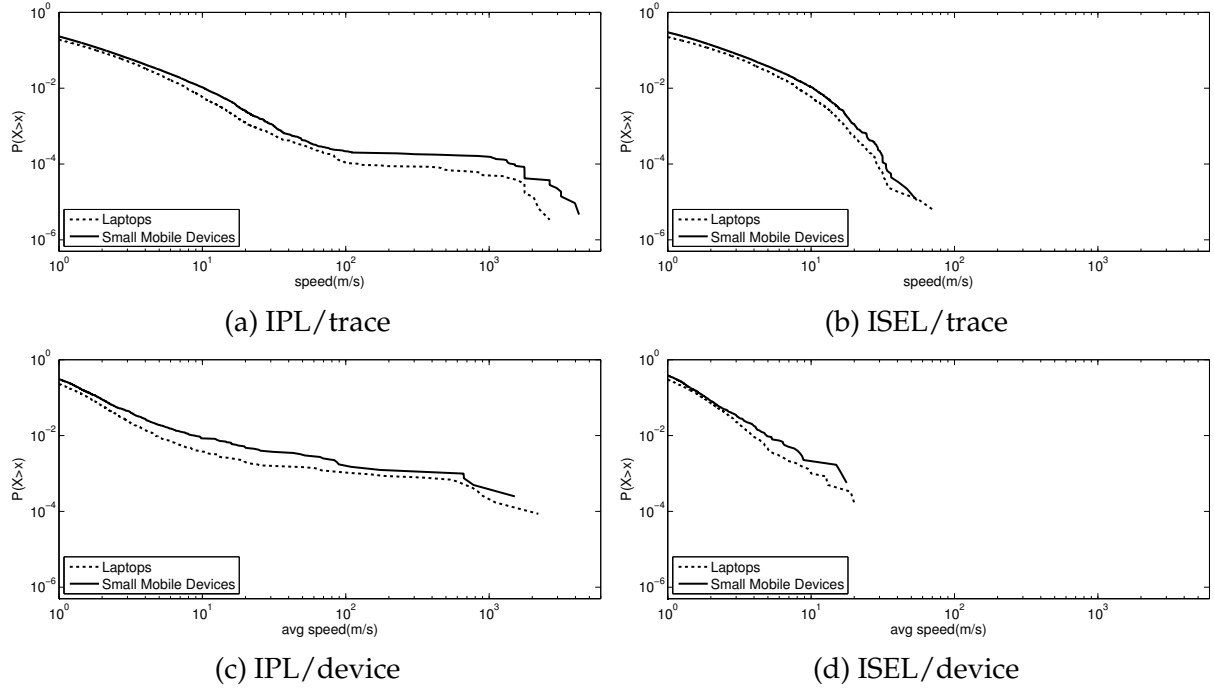 10^0
10^-2
10^-4
10^-6
P(X>x)
Laptops
Small Mobile Devices
10^0 10^1 10^2 10^3
speed(m/s)
(a) IPL/trace
10^0
10^-2
10^-4
10^-6
P(X>x)
Laptops
Small Mobile Devices
10^0 10^1 10^2 10^3
speed(m/s)
(b) ISEL/trace
10^0
10^-2
10^-4
10^-6
P(X>x)
Laptops
Small Mobile Devices
10^0 10^1 10^2 10^3
avg speed(m/s)
(c) IPL/device
10^0
10^-2
10^-4
10^-6
P(X>x)
Laptops
Small Mobile Devices
10^0 10^1 10^2 10^3
avg speed(m/s)
(d) ISEL/device